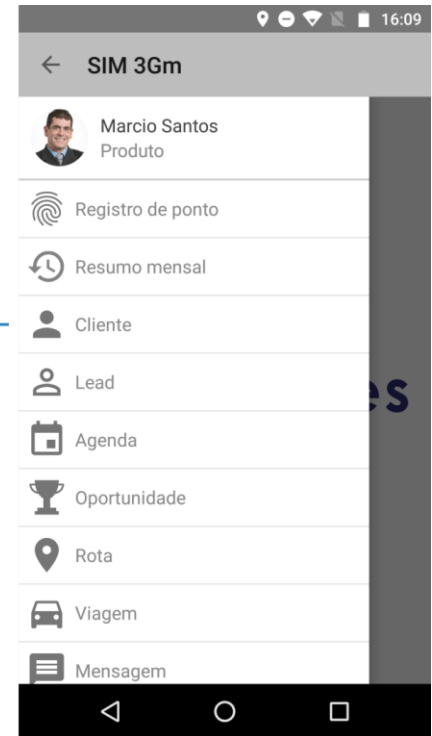 16:09
SIM 3Gm
Marcio Santos
Produto
Registro de ponto
Resumo mensal
Cliente
Lead
es
Agenda
Oportunidade
Rota
Viagem
Mensagem